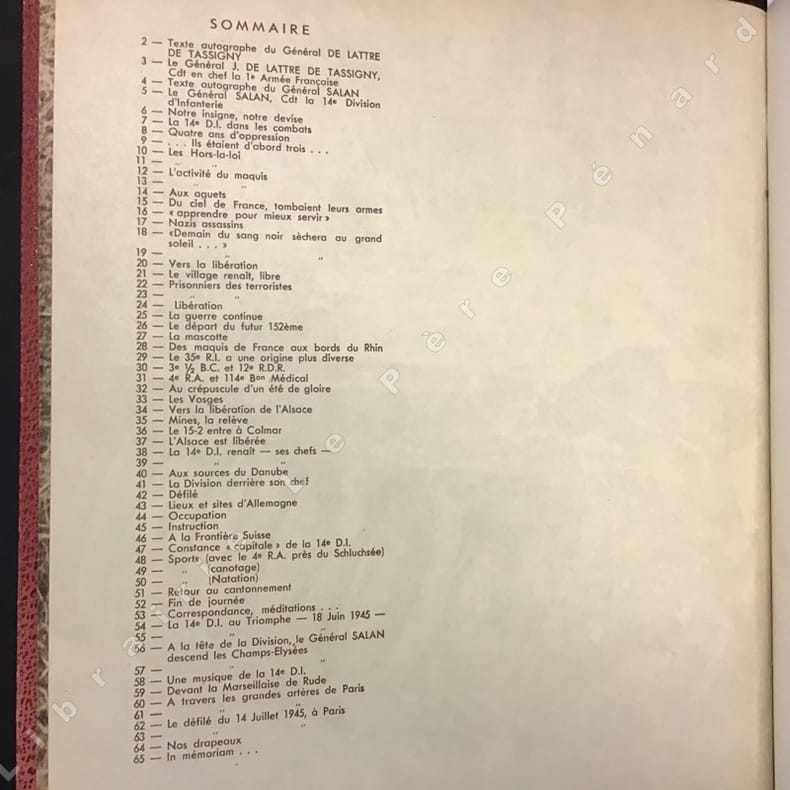 SOMMAIRE
2 — Texte autographe du Général DE LATTRE
DE TASSIGNY
3 — Le Général J. DE LATTRE DE TASSIGNY,
Cdt en chef la 1e Armée Française
4 — Texte autographe du Général SALAN
5 — Le Général SALAN, Cdt la 14e Division
d'Infanterie
6 — Notre insigne, notre devise
7 — La 14e D.I. dans les combats
8 — Quatre ans d'oppression
9 — . . . Ils étaient d'abord trois . . .
10 — Les Hors-la-loi
11 — " "
12 — L'activité du maquis
13 — " "
14 — Aux aguets
15 — Du ciel de France, tombaient leurs armes
16 — « apprendre pour mieux servir »
17 — Nazis assassins
18 — «Demain du sang noir sèchera au grand
soleil . . . »
19 — " "
20 — Vers la libération
21 — Le village renaît, libre
22 — Prisonniers des terroristes
23 — " "
24 — Libération
25 — La guerre continue
26 — Le départ du futur 152ème
27 — La mascotte
28 — Des maquis de France aux bords du Rhin
29 — Le 35e R.I. a une origine plus diverse
30 — 3e ½ B.C. et 12e R.D.R.
31 — 4e R.A. et 114e Bon Médical
32 — Au crépuscule d'un été de gloire
33 — Les Vosges
34 — Vers la libération de l'Alsace
35 — Mines, la relève
36 — Le 15-2 entre à Colmar
37 — L'Alsace est libérée
38 — La 14e D.I. renaît — ses chefs —
39 — " "
40 — Aux sources du Danube
41 — La Division derrière son chef
42 — Défilé
43 — Lieux et sites d'Allemagne
44 — Occupation
45 — Instruction
46 — A la Frontière Suisse
47 — Constance « capitale » de la 14e D.I.
48 — Sports (avec le 4e R.A. près du Schluchsée)
49 — " (canotage)
50 — " (Natation)
51 — Retour au cantonnement
52 — Fin de journée
53 — Correspondance, méditations . . .
54 — La 14e D.I. au Triomphe — 18 Juin 1945 —
55 — " "
56 — A la tête de la Division, le Général SALAN
descend les Champs-Elysées
57 — " "
58 — Une musique de la 14e D.I.
59 — Devant la Marseillaise de Rude
60 — A travers les grandes artères de Paris
61 — "
62 — Le défilé du 14 Juillet 1945, à Paris
63 — " "
64 — Nos drapeaux
65 — In mémoriam . . .
Librairie Le Père Pénard